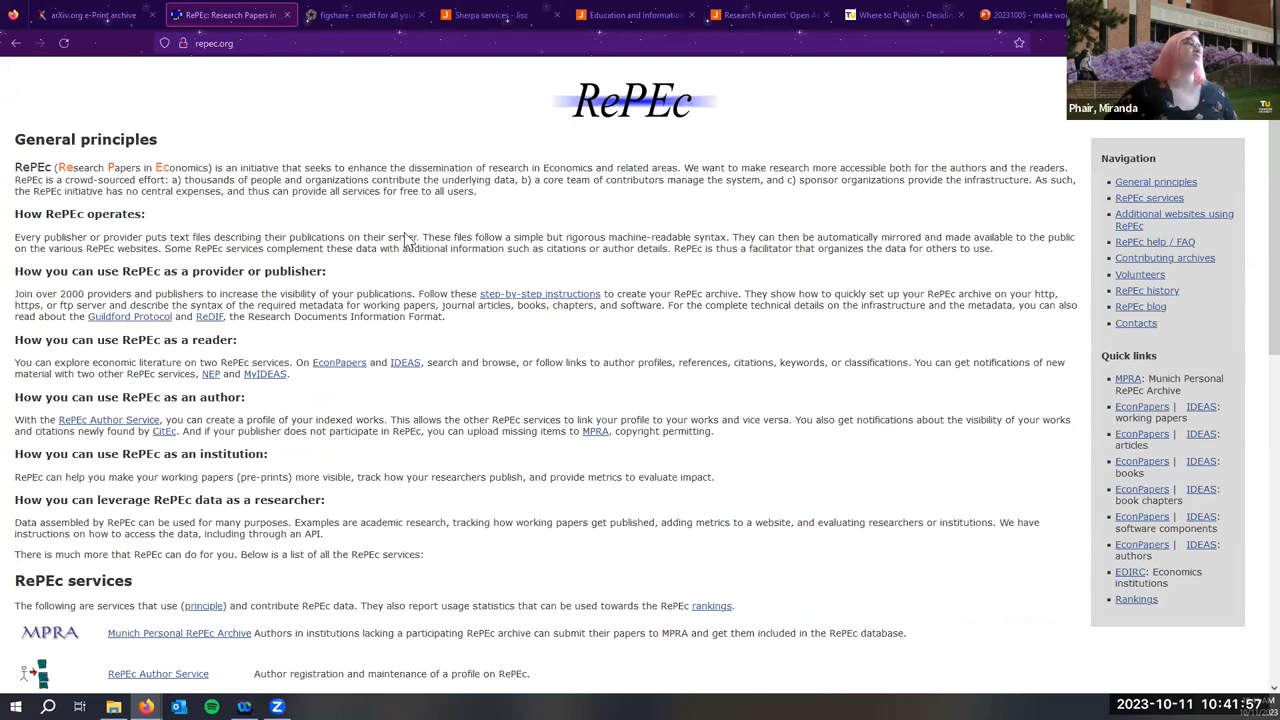 arXiv.org e-Print archive
RePEc: Research Papers in
figshare - credit for all you
Sherpa services - Jisc
Education and Information
Research Funders' Open A
Where to Publish - Decidin
20231005 - make wo
repec.org
Phair, Miranda
TU
RePEc
General principles
RePEc (Research Papers in Economics) is an initiative that seeks to enhance the dissemination of research in Economics and related areas. We want to make research more accessible both for the authors and the readers.
RePEc is a crowd-sourced effort: a) thousands of people and organizations contribute the underlying data, b) a core team of contributors manage the system, and c) sponsor organizations provide the infrastructure. As such,
the RePEc initiative has no central expenses, and thus can provide all services for free to all users.
How RePEc operates:
Every publisher or provider puts text files describing their publications on their server. These files follow a simple but rigorous machine-readable syntax. They can then be automatically mirrored and made available to the public
on the various RePEc websites. Some RePEc services complement these data with additional information such as citations or author details. RePEc is thus a facilitator that organizes the data for others to use.
How you can use RePEc as a provider or publisher:
Join over 2000 providers and publishers to increase the visibility of your publications. Follow these step-by-step instructions to create your RePEc archive. They show how to quickly set up your RePEc archive on your http,
https, or ftp server and describe the syntax of the required metadata for working papers, journal articles, books, chapters, and software. For the complete technical details on the infrastructure and the metadata, you can also
read about the Guildford Protocol and ReDIF, the Research Documents Information Format.
How you can use RePEc as a reader:
You can explore economic literature on two RePEc services. On EconPapers and IDEAS, search and browse, or follow links to author profiles, references, citations, keywords, or classifications. You can get notifications of new
material with two other RePEc services, NEP and MyIDEAS.
How you can use RePEc as an author:
With the RePEc Author Service, you can create a profile of your indexed works. This allows the other RePEc services to link your profile to your works and vice versa. You also get notifications about the visibility of your works
and citations newly found by CitEc. And if your publisher does not participate in RePEc, you can upload missing items to MPRA, copyright permitting.
How you can use RePEc as an institution:
RePEc can help you make your working papers (pre-prints) more visible, track how your researchers publish, and provide metrics to evaluate impact.
How you can leverage RePEc data as a researcher:
Data assembled by RePEc can be used for many purposes. Examples are academic research, tracking how working papers get published, adding metrics to a website, and evaluating researchers or institutions. We have
instructions on how to access the data, including through an API.
There is much more that RePEc can do for you. Below is a list of all the RePEc services:
RePEc services
The following are services that use (principle) and contribute RePEc data. They also report usage statistics that can be used towards the RePEc rankings.
MPRA
Munich Personal RePEc Archive Authors in institutions lacking a participating RePEc archive can submit their papers to MPRA and get them included in the RePEc database.
RePEc Author Service Author registration and maintenance of a profile on RePEc.
Navigation
General principles
RePEc services
Additional websites using
RePEc
RePEc help / FAQ
Contributing archives
Volunteers
RePEc history
RePEc blog
Contacts
Quick links
MPRA: Munich Personal
RePEc Archive
EconPapers | IDEAS:
working papers
EconPapers | IDEAS:
articles
EconPapers | IDEAS:
books
EconPapers | IDEAS:
book chapters
EconPapers | IDEAS:
software components
EconPapers | IDEAS:
authors
EDIRC: Economics
institutions
Rankings
2023-10-11 10:41:57